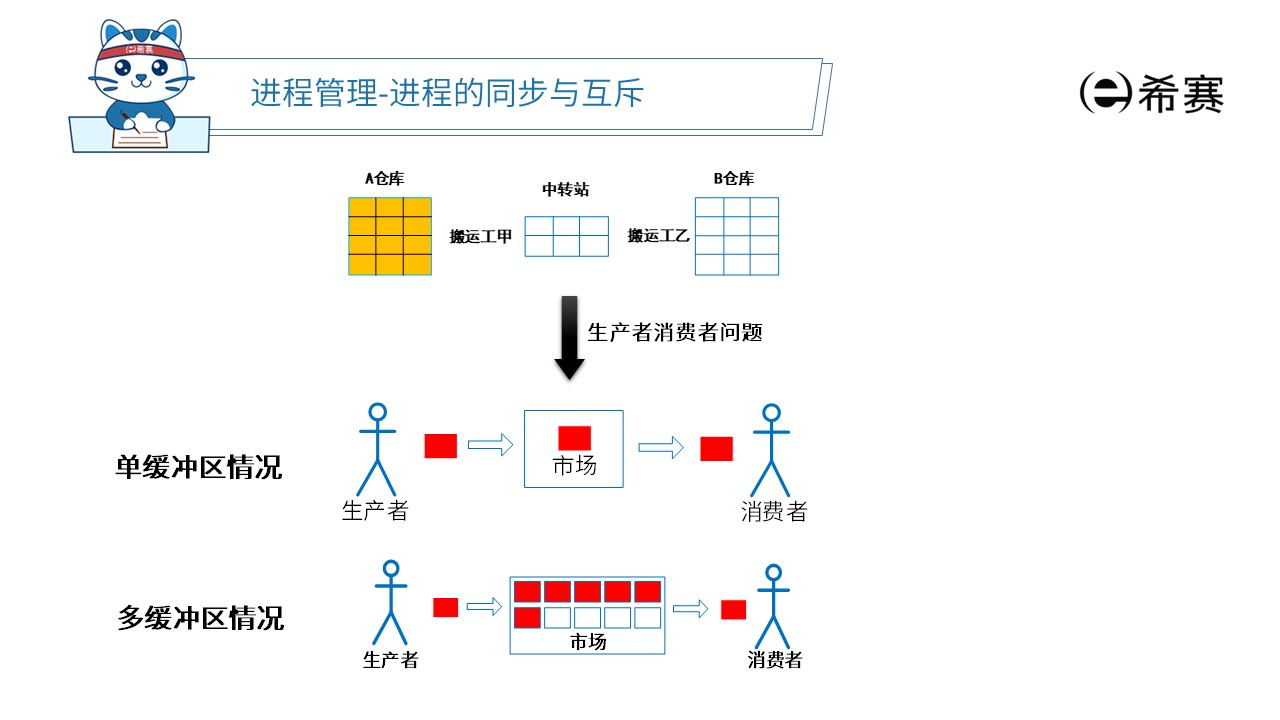 希赛
进程管理-进程的同步与互斥
希赛
A仓库
中转站
B仓库
搬运工甲
搬运工乙
生产者消费者问题
单缓冲区情况
市场
生产者
消费者
多缓冲区情况
市场
生产者
消费者